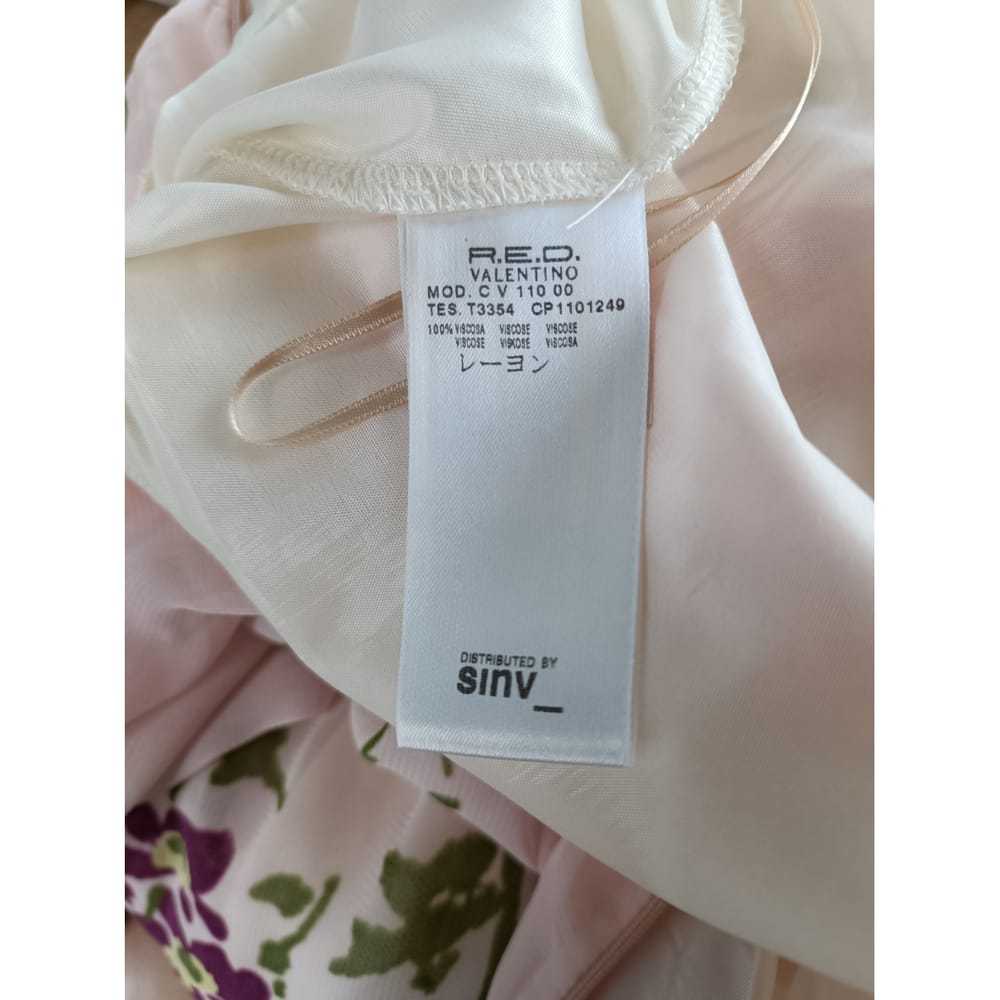 R.E.D.
VALENTINO
MOD. C V 110 00
TES. T3354 CP1101249
100% VISCOSA VISCOSE VISCOSE
VISCOSE VISKOSE VISCOSA
レーヨン
DISTRIBUTED BY
sınv_